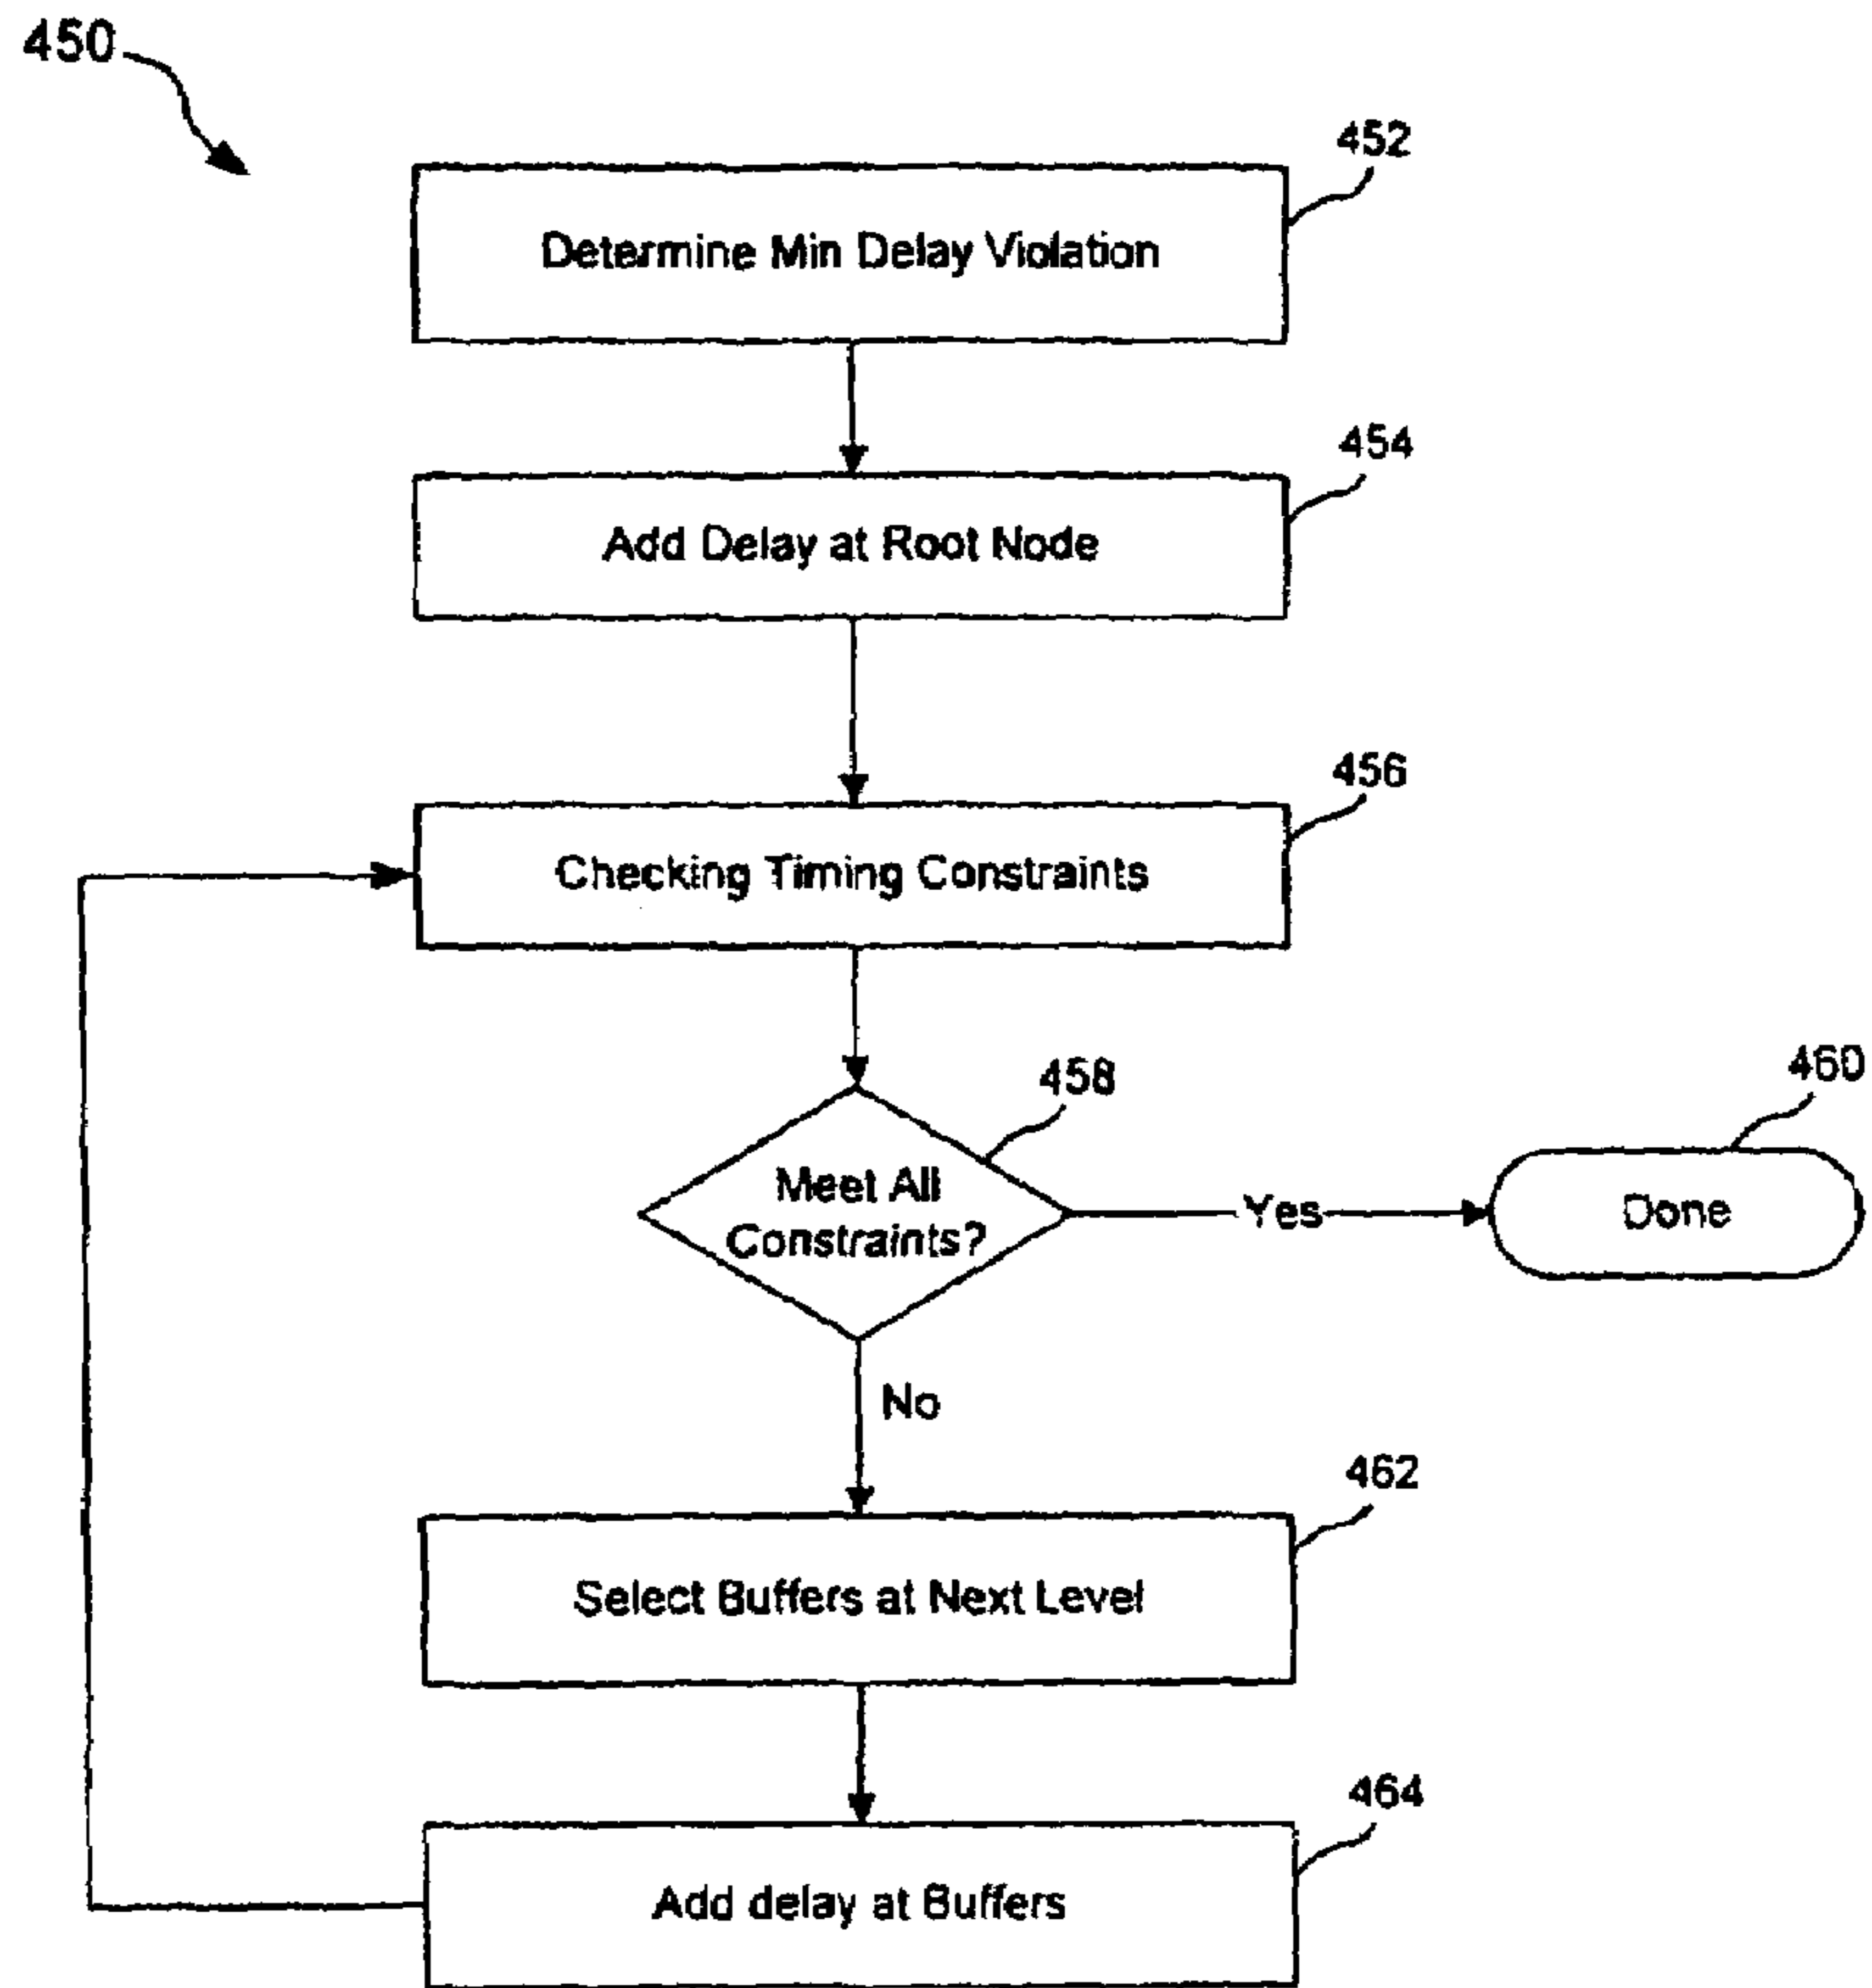 450
452
Determine Min Delay Violation
454
Add Delay at Root Node
456
Checking Timing Constraints
458
460
Meet All
Constraints?
Yes
Done
No
462
Select Buffers at Next Level
464
Add delay at Buffers